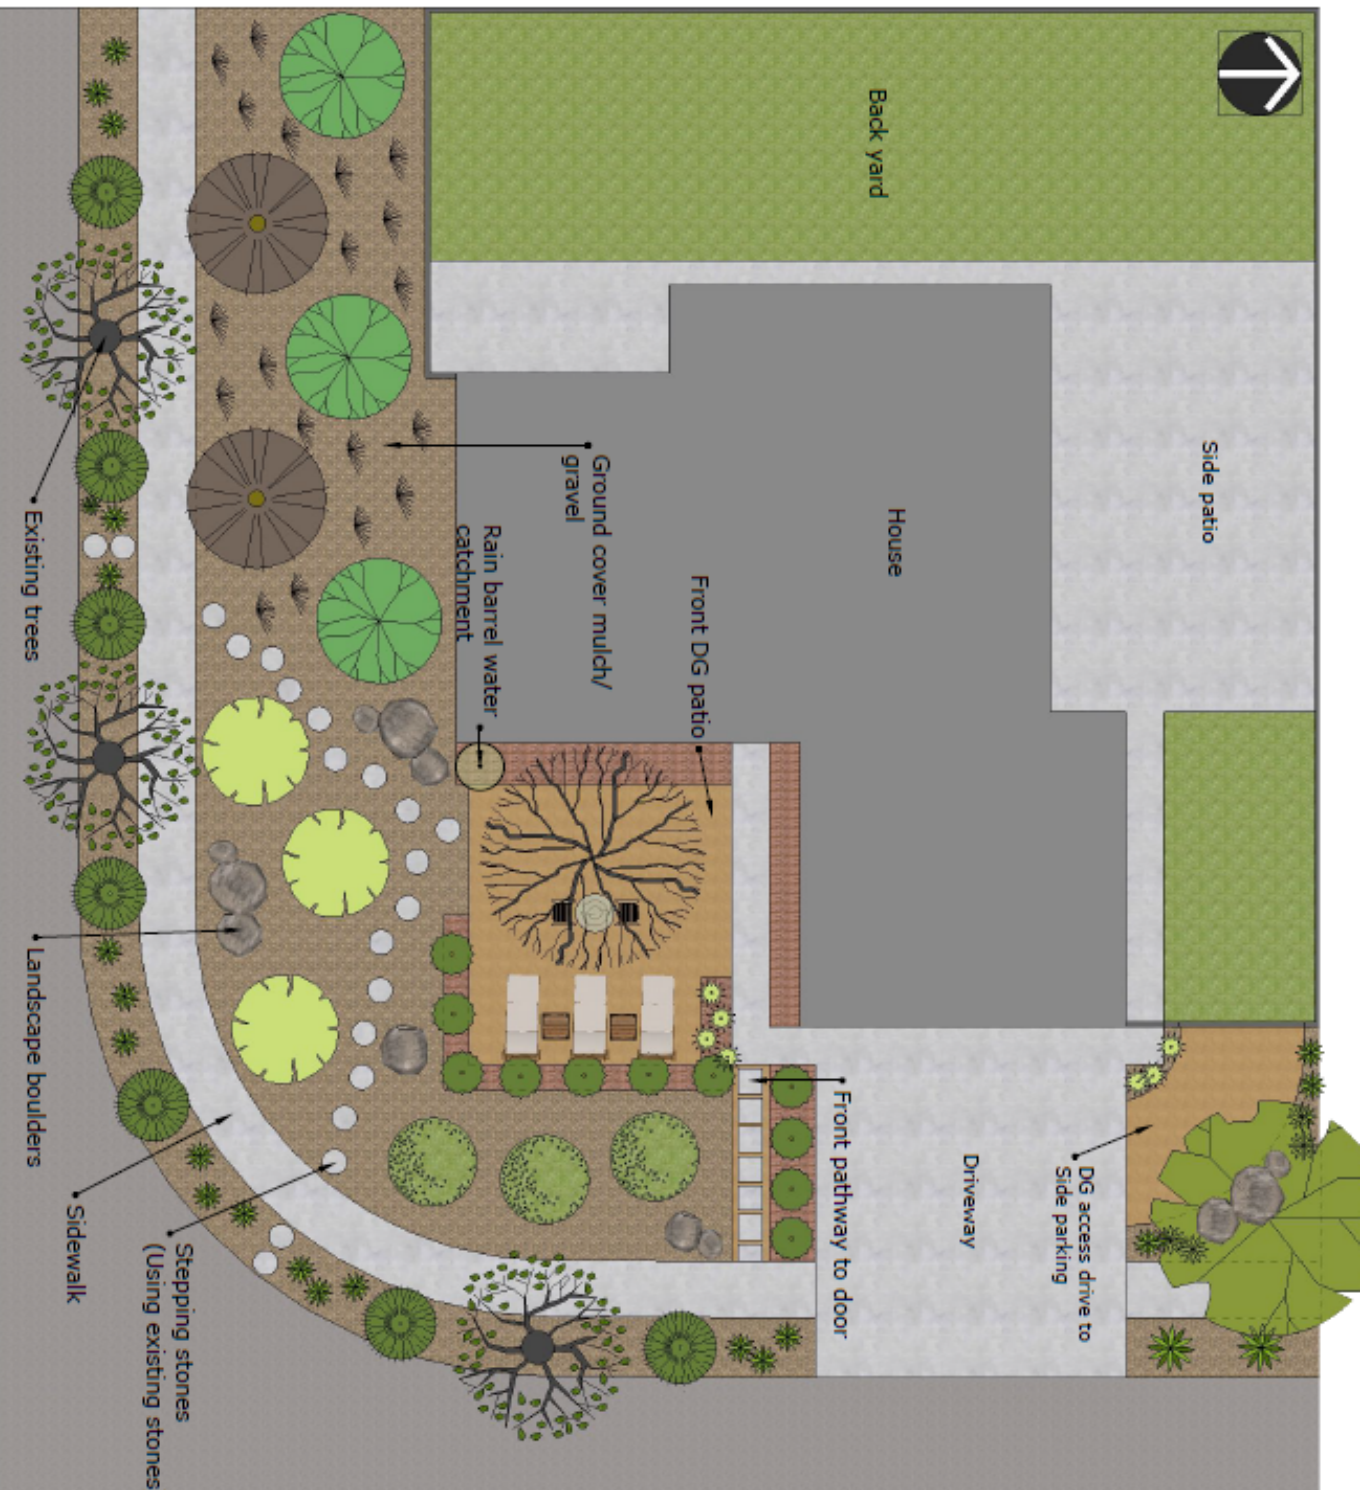 Back yard
Side patio
House
Ground cover mulch/
gravel
Rain barrel water
catchment
Front DG patio
Existing trees
Landscape boulders
Sidewalk
Stepping stones
(Using existing stones
Front pathway to door
Driveway
DG access drive to
Side parking